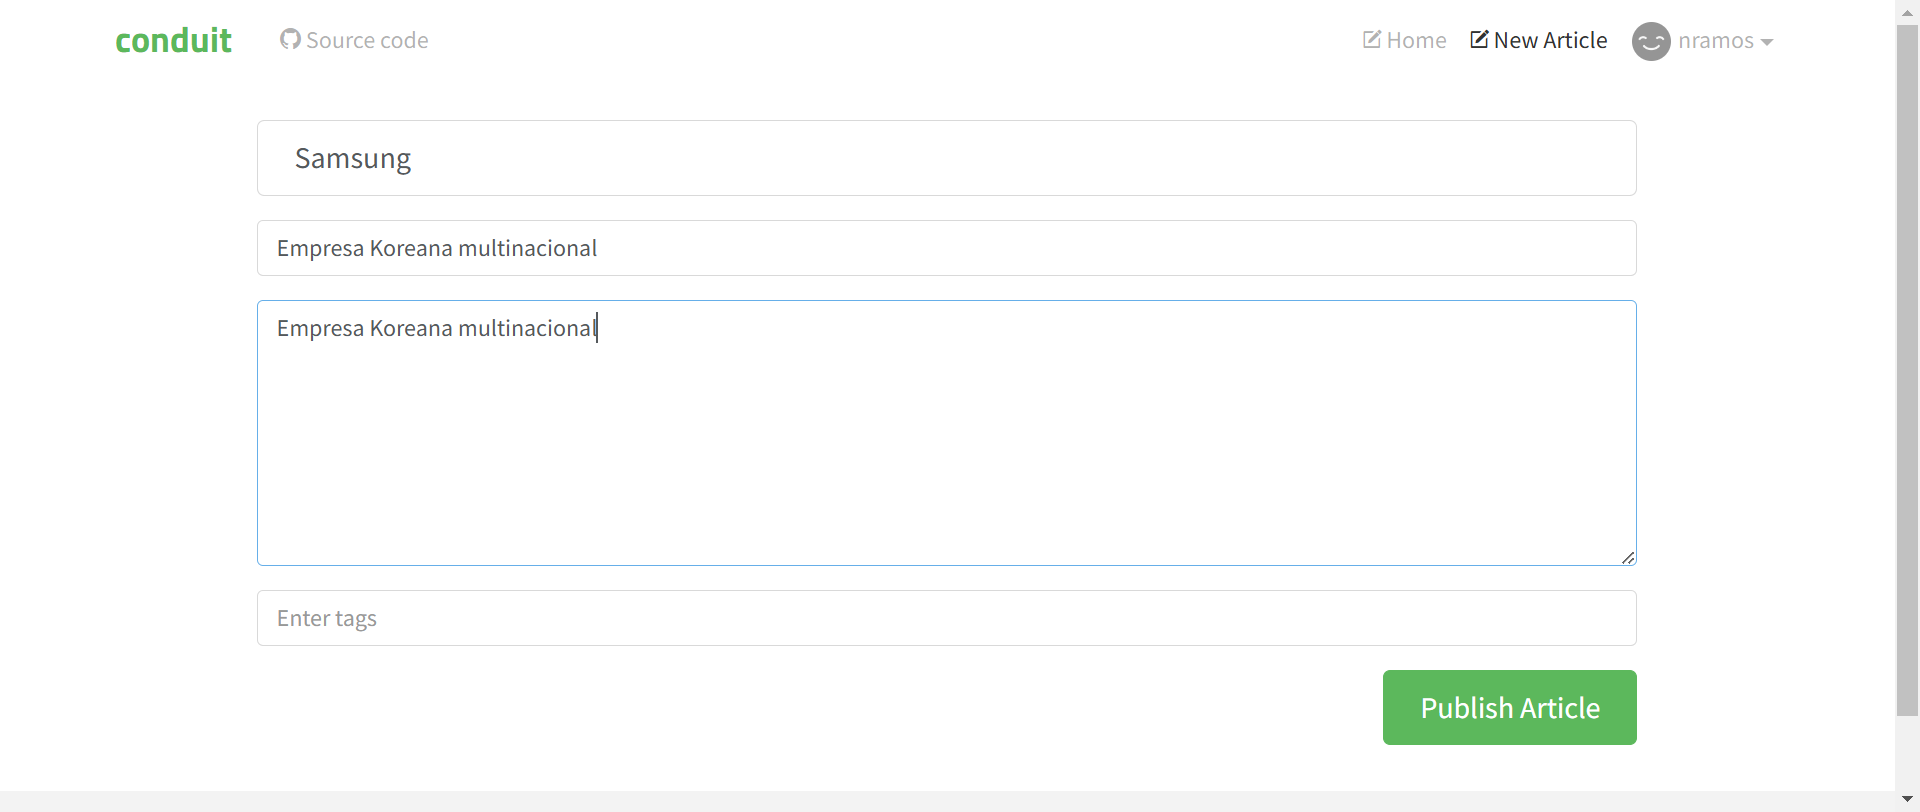 conduit Source code Home New Article nramos
Samsung
Empresa Koreana multinacional
Empresa Koreana multinacional
Enter tags
Publish Article